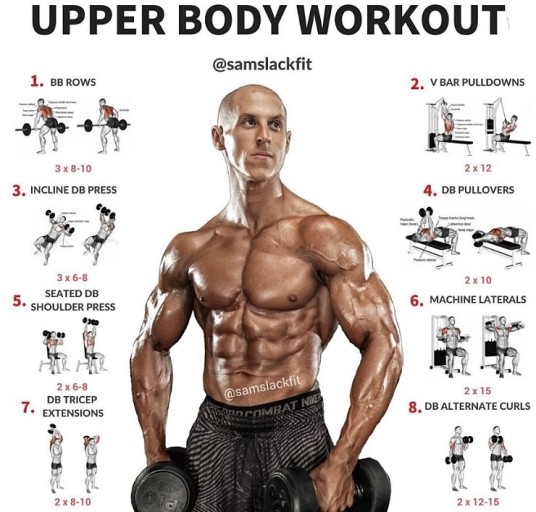 UPPER BODY WORKOUT
@samslackfit
1. BB ROWS
3 x 8-10
2. V BAR PULLDOWNS
2 x 12
3. INCLINE DB PRESS
3 x 6-8
4. DB PULLOVERS
2 x 10
5. SEATED DB
SHOULDER PRESS
2 x 6-8
6. MACHINE LATERALS
2 x 15
7. DB TRICEP
EXTENSIONS
2 x 8-10
8. DB ALTERNATE CURLS
2 x 12-15
@samslackfit
PRO COMBAT NIKE